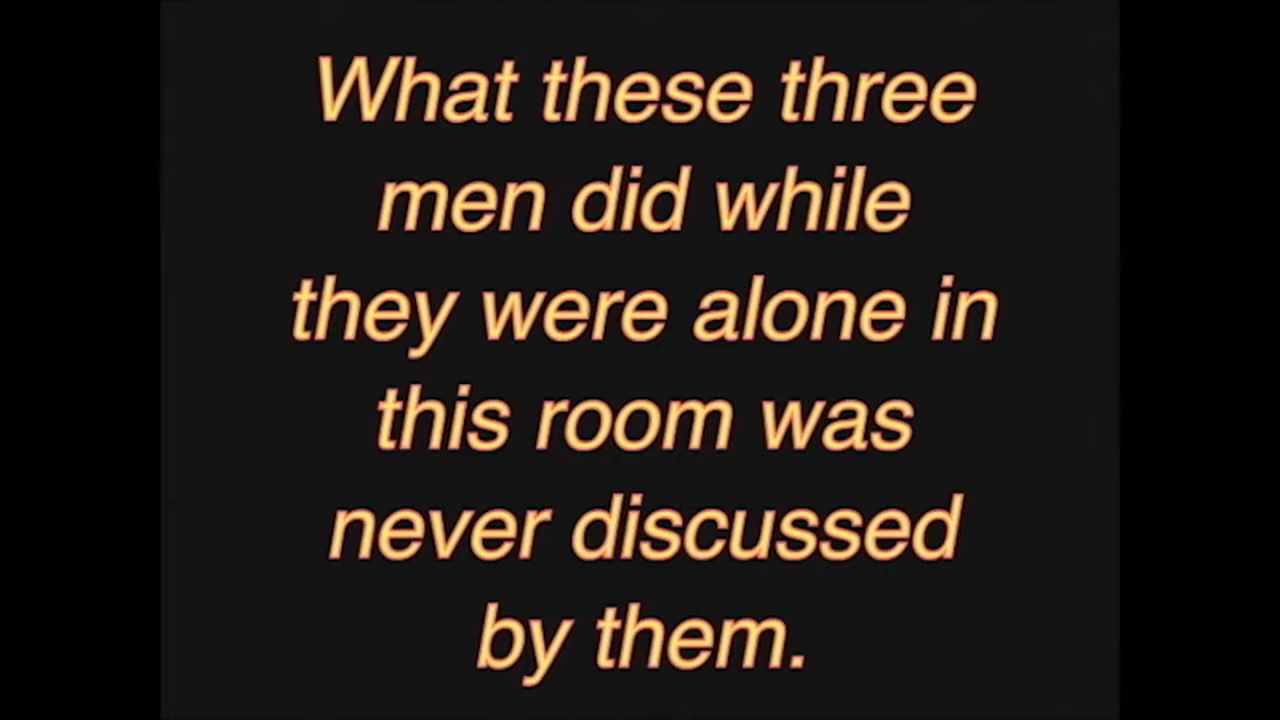 What these three
men did while
they were alone in
this room was
never discussed
by them.